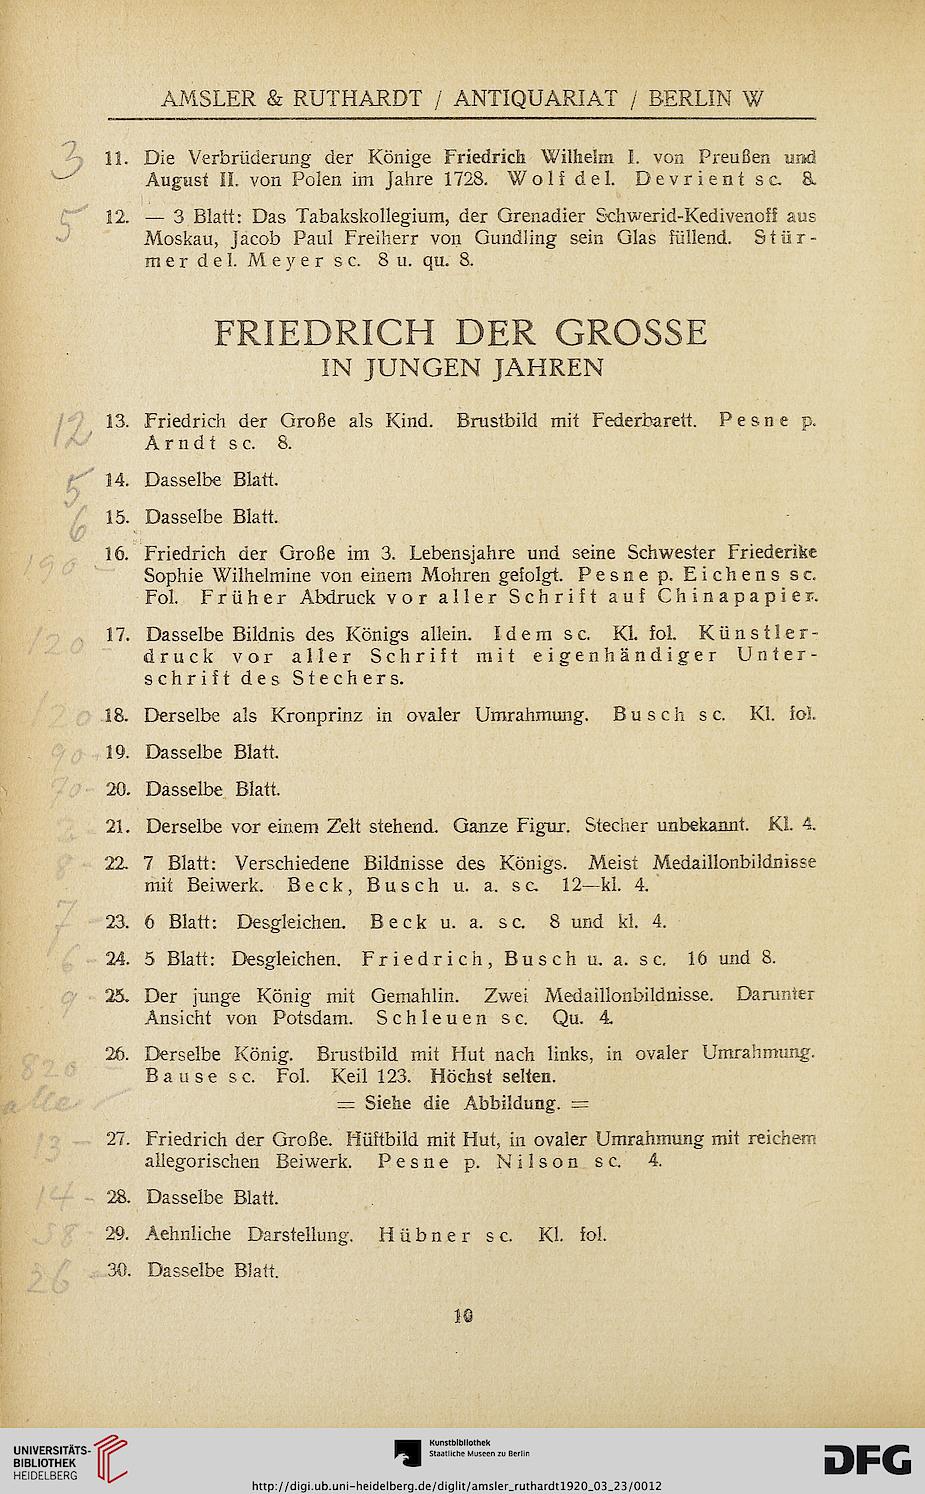 AMSLER & RUTHARDT / ANTIQUARIAT / BERLIN W
3 11. Die Verbrüderung der Könige Friedrich Wilhelm I. von Preußen und
August II. von Polen im Jahre 1728. Wolf del. Devrient sc. 8.
5 12. — 3 Blatt: Das Tabakskollegium, der Grenadier Schwerid-Kedivenoff aus
Moskau, Jacob Paul Freiherr von Gundling sein Glas füllend. Stür-
mer del. Meyer sc. 8 u. qu. 8.
FRIEDRICH DER GROSSE
IN JUNGEN JAHREN
12 13. Friedrich der Große als Kind. Brustbild mit Federbarett. Pesne p.
Arndt sc. 8.
5 14. Dasselbe Blatt.
6 15. Dasselbe Blatt.
190 – 16. Friedrich der Große im 3. Lebensjahre und seine Schwester Friederike
Sophie Wilhelmine von einem Mohren gefolgt. Pesne p. Eichens sc.
Fol. Früher Abdruck vor aller Schrift auf Chinapapier.
120 – 17. Dasselbe Bildnis des Königs allein. Idem sc. Kl. fol. Künstler-
druck vor aller Schrift mit eigenhändiger Unter-
schrift des Stechers.
120 18. Derselbe als Kronprinz in ovaler Umrahmung. Busch sc. Kl. fol.
90 – 19. Dasselbe Blatt.
70 – 20. Dasselbe Blatt.
21. Derselbe vor einem Zelt stehend. Ganze Figur. Stecher unbekannt. Kl. 4.
8 – 22. 7 Blatt: Verschiedene Bildnisse des Königs. Meist Medaillonbildnisse
mit Beiwerk. Beck, Busch u. a. sc. 12—kl. 4.
7 – 23. 6 Blatt: Desgleichen. Beck u. a. sc. 8 und kl. 4.
6 – 24. 5 Blatt: Desgleichen. Friedrich, Busch u. a. sc. 16 und 8.
9 – 25. Der junge König mit Gemahlin. Zwei Medaillonbildnisse. Darunter
Ansicht von Potsdam. Schleuen sc. Qu. 4.
820 – 26. Derselbe König. Brustbild mit Hut nach links, in ovaler Umrahmung.
Bause sc. Fol. Keil 123. Höchst selten.
alle = Siehe die Abbildung. =
13 – 27. Friedrich der Große. Hüftbild mit Hut, in ovaler Umrahmung mit reichem
allegorischen Beiwerk. Pesne p. Nilson sc. 4.
14 – 28. Dasselbe Blatt.
38 – 29. Aehnliche Darstellung. Hübner sc. Kl. fol.
26 – 30. Dasselbe Blatt.
10
UNIVERSITÄTS-
BIBLIOTHEK
HEIDELBERG
Kunstbibliothek
Staatliche Museen zu Berlin
DFG
http://digi.ub.uni-heidelberg.de/diglit/amsler_ruthardt1920_03_23/0012